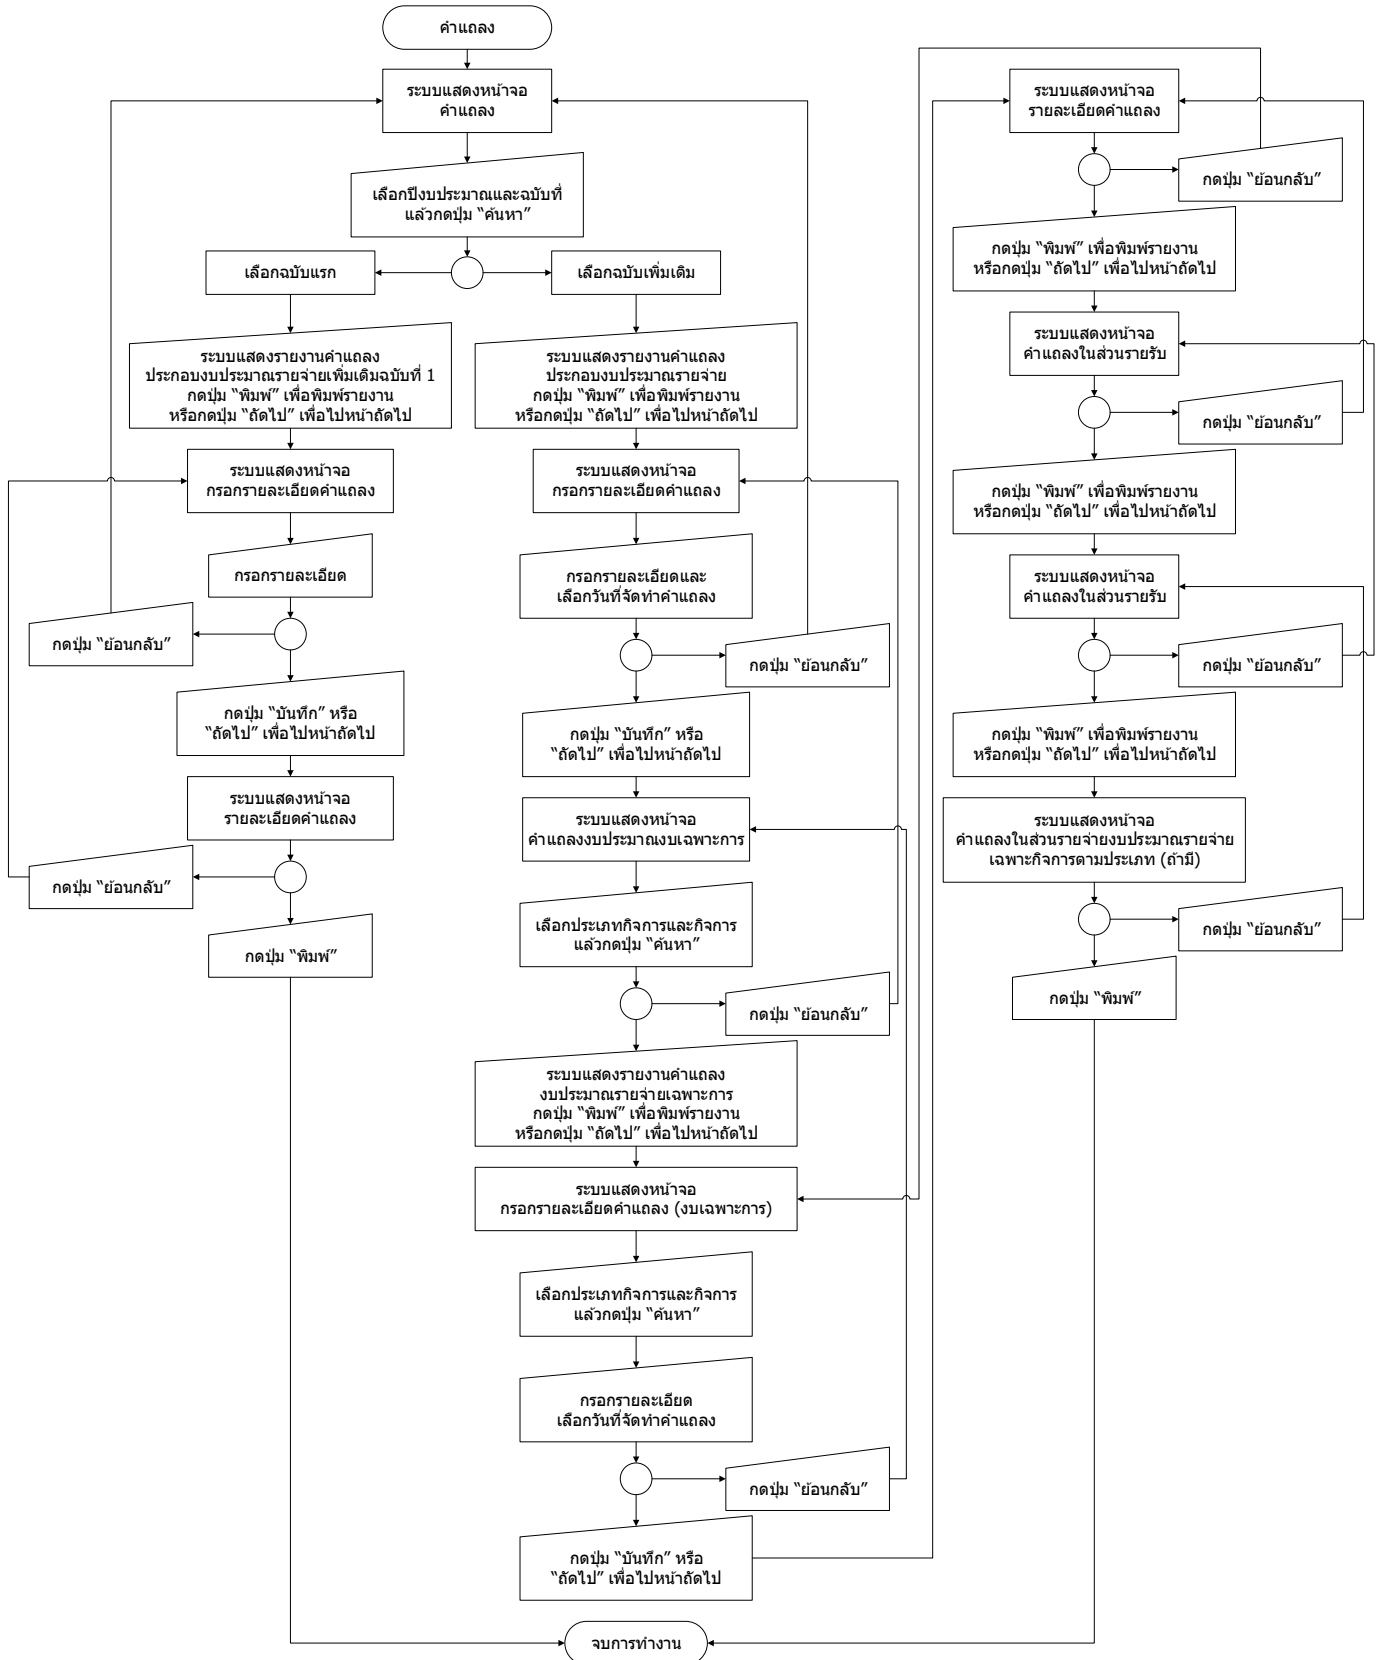 คำแถลง
ระบบแสดงหน้าจอ
คำแถลง
เลือกปีงบประมาณและฉบับที่
แล้วกดปุ่ม “ค้นหา”
เลือกฉบับแรก
เลือกฉบับเพิ่มเติม
ระบบแสดงรายงานคำแถลง
ประกอบงบประมาณรายจ่ายเพิ่มเติมฉบับที่ 1
กดปุ่ม “พิมพ์” เพื่อพิมพ์รายงาน
หรือกดปุ่ม “ถัดไป” เพื่อไปหน้าถัดไป
ระบบแสดงหน้าจอ
กรอกรายละเอียดคำแถลง
กรอกรายละเอียด
กดปุ่ม “ย้อนกลับ”
กดปุ่ม “บันทึก” หรือ
“ถัดไป” เพื่อไปหน้าถัดไป
ระบบแสดงหน้าจอ
รายละเอียดคำแถลง
กดปุ่ม “ย้อนกลับ”
กดปุ่ม “พิมพ์”
ระบบแสดงรายงานคำแถลง
ประกอบงบประมาณรายจ่าย
กดปุ่ม “พิมพ์” เพื่อพิมพ์รายงาน
หรือกดปุ่ม “ถัดไป” เพื่อไปหน้าถัดไป
ระบบแสดงหน้าจอ
กรอกรายละเอียดคำแถลง
กรอกรายละเอียดและ
เลือกวันที่จัดทำคำแถลง
กดปุ่ม “ย้อนกลับ”
กดปุ่ม “บันทึก” หรือ
“ถัดไป” เพื่อไปหน้าถัดไป
ระบบแสดงหน้าจอ
คำแถลงงบประมาณงบเฉพาะการ
เลือกประเภทกิจการและกิจการ
แล้วกดปุ่ม “ค้นหา”
กดปุ่ม “ย้อนกลับ”
ระบบแสดงรายงานคำแถลง
งบประมาณรายจ่ายเฉพาะการ
กดปุ่ม “พิมพ์” เพื่อพิมพ์รายงาน
หรือกดปุ่ม “ถัดไป” เพื่อไปหน้าถัดไป
ระบบแสดงหน้าจอ
กรอกรายละเอียดคำแถลง (งบเฉพาะการ)
เลือกประเภทกิจการและกิจการ
แล้วกดปุ่ม “ค้นหา”
กรอกรายละเอียด
เลือกวันที่จัดทำคำแถลง
กดปุ่ม “ย้อนกลับ”
กดปุ่ม “บันทึก” หรือ
“ถัดไป” เพื่อไปหน้าถัดไป
ระบบแสดงหน้าจอ
รายละเอียดคำแถลง
กดปุ่ม “ย้อนกลับ”
กดปุ่ม “พิมพ์” เพื่อพิมพ์รายงาน
หรือกดปุ่ม “ถัดไป” เพื่อไปหน้าถัดไป
ระบบแสดงหน้าจอ
คำแถลงในส่วนรายรับ
กดปุ่ม “ย้อนกลับ”
กดปุ่ม “พิมพ์” เพื่อพิมพ์รายงาน
หรือกดปุ่ม “ถัดไป” เพื่อไปหน้าถัดไป
ระบบแสดงหน้าจอ
คำแถลงในส่วนรายรับ
กดปุ่ม “ย้อนกลับ”
กดปุ่ม “พิมพ์” เพื่อพิมพ์รายงาน
หรือกดปุ่ม “ถัดไป” เพื่อไปหน้าถัดไป
ระบบแสดงหน้าจอ
คำแถลงในส่วนรายจ่ายงบประมาณรายจ่าย
เฉพาะกิจการตามประเภท (ถ้ามี)
กดปุ่ม “ย้อนกลับ”
กดปุ่ม “พิมพ์”
จบการทำงาน